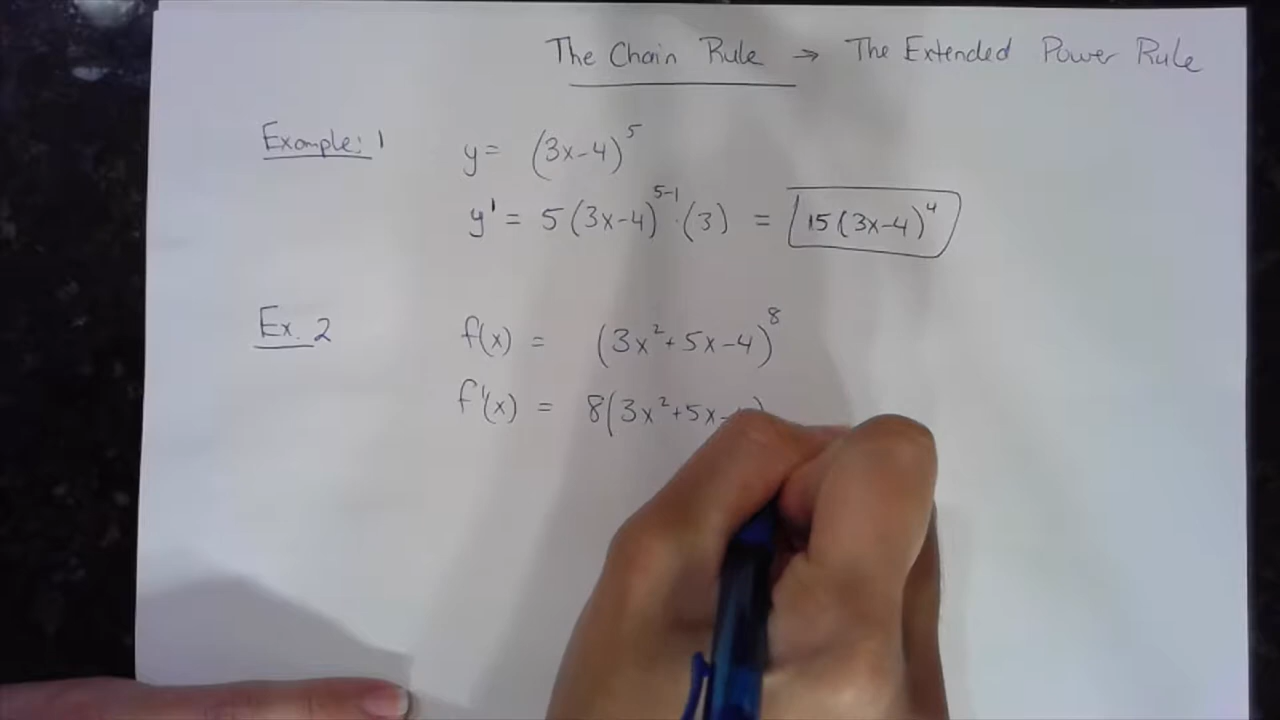 The Chain Rule → The Extended Power Rule
Example: 1 y = (3x-4)^5
y' = 5(3x-4)^5-1 · (3) = 15(3x-4)^4
Ex. 2 f(x) = (3x²+5x-4)^8
f'(x) = 8(3x²+5x-